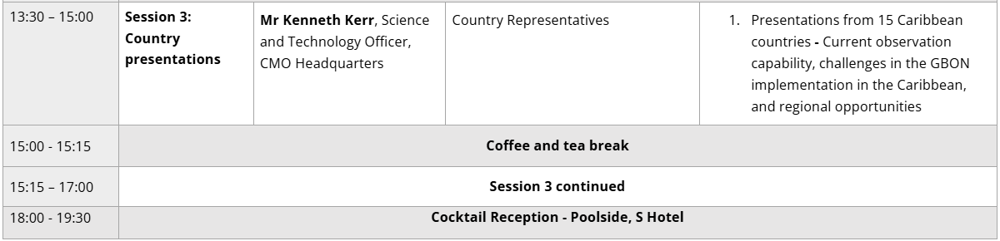 13:30 – 15:00
Session 3:
Country
presentations
Mr Kenneth Kerr, Science
and Technology Officer,
CMO Headquarters
Country Representatives
1. Presentations from 15 Caribbean
countries - Current observation
capability, challenges in the GBON
implementation in the Caribbean,
and regional opportunities
15:00 - 15:15
Coffee and tea break
15:15 – 17:00
Session 3 continued
18:00 - 19:30
Cocktail Reception - Poolside, S Hotel